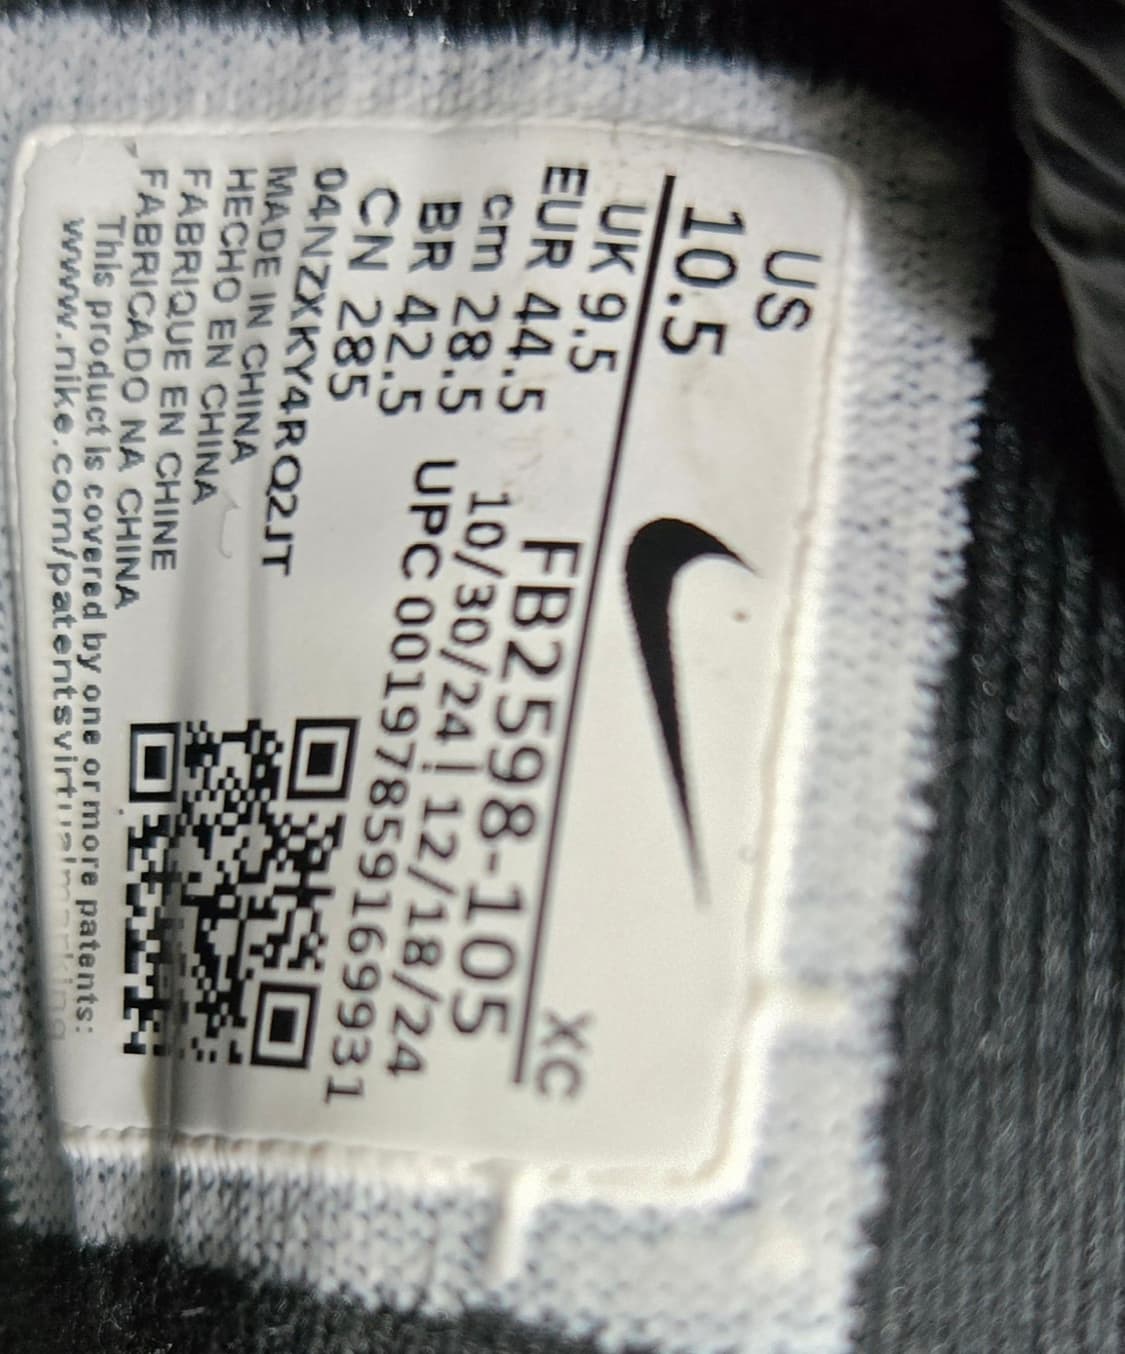 US
10.5
XC
UK 9.5
EUR 44.5 FB2598-105
cm 28.5 10/30/24 | 12/18/24
BR 42.5 UPC 00197859169931
CN 285
04NZXKY4RQ2JT
MADE IN CHINA
HECHO EN CHINA
FABRIQUE EN CHINE
FABRICADO NA CHINA
This product is covered by one or more patents:
www.nike.com/patentsvirtualmarking